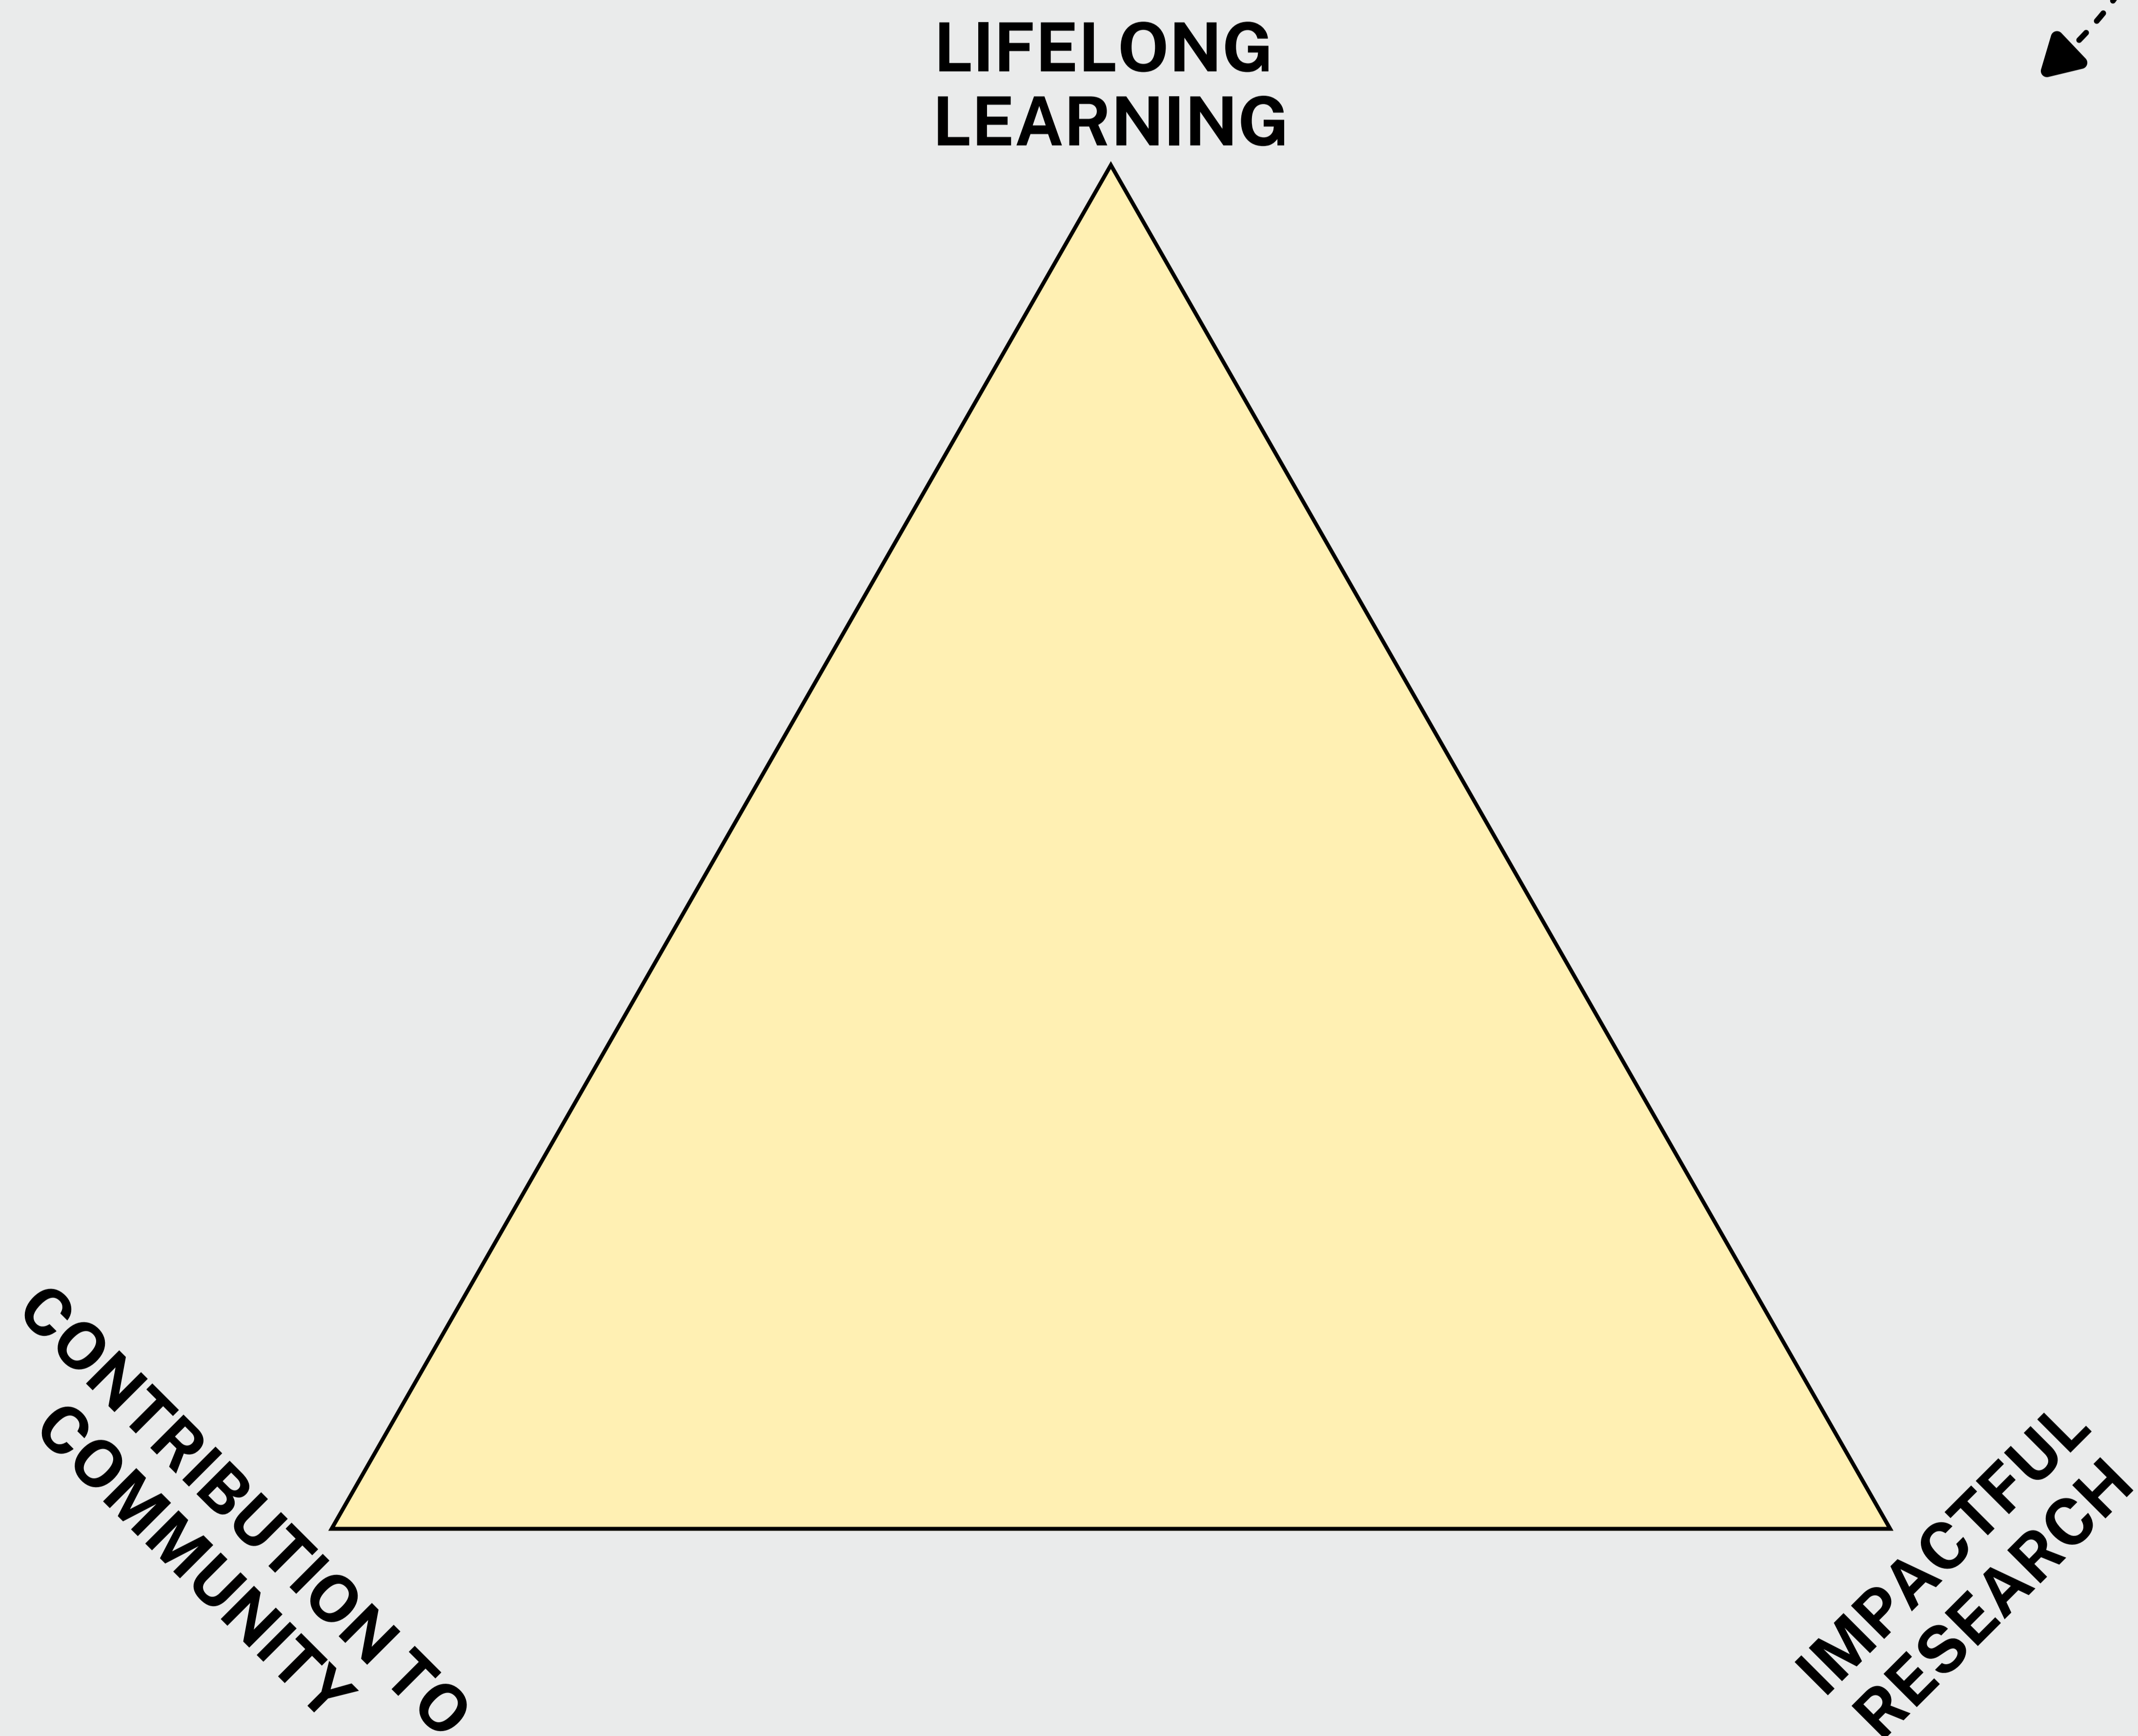 LIFELONG
LEARNING
CONTRIBUTION TO
COMMUNITY
IMPACTFUL
RESEARCH